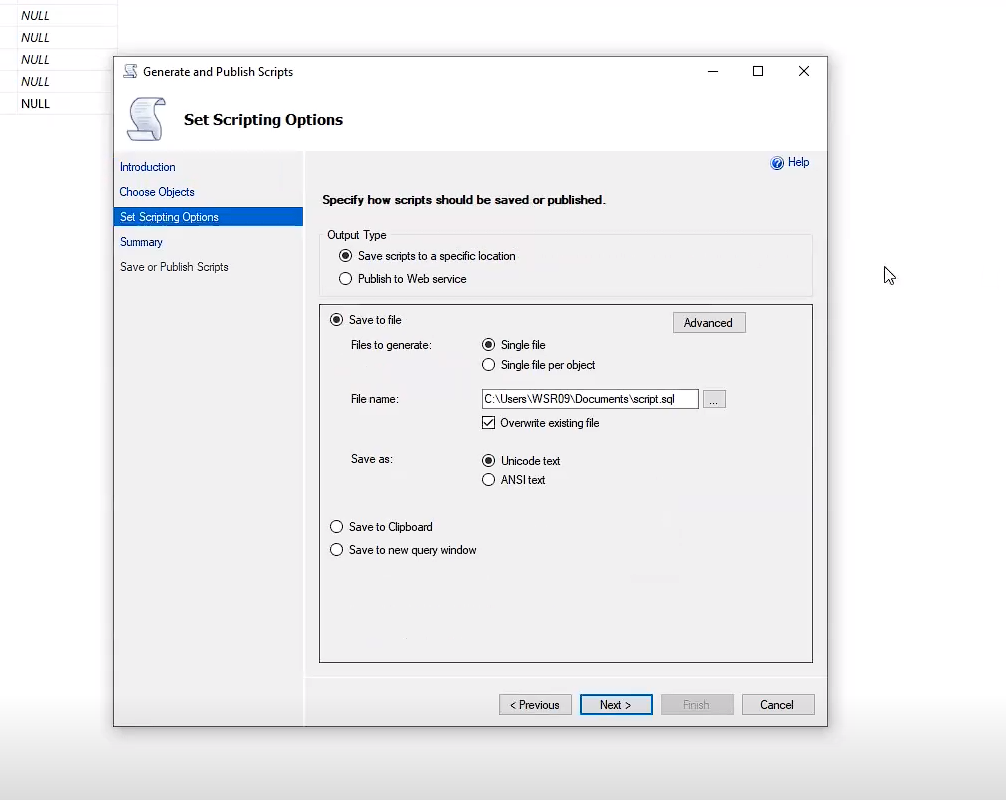 NULL
NULL
NULL
NULL
NULL
Generate and Publish Scripts
Set Scripting Options
Introduction
Choose Objects
Set Scripting Options
Summary
Save or Publish Scripts
Help
Specify how scripts should be saved or published.
Output Type
Save scripts to a specific location
Publish to Web service
Save to file
Advanced
Files to generate:
Single file
Single file per object
File name:
C:\Users\WSR09\Documents\script.sql
...
Overwrite existing file
Save as:
Unicode text
ANSI text
Save to Clipboard
Save to new query window
< Previous
Next >
Finish
Cancel